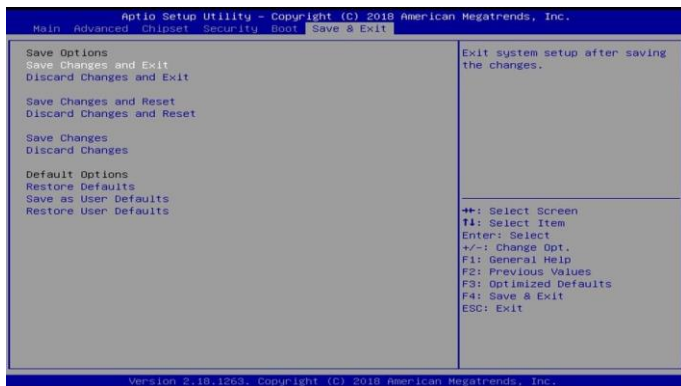 Aptio Setup Utility – Copyright (C) 2018 American Megatrends, Inc.
Main Advanced Chipset Security Boot Save & Exit
Save Options
Save Changes and Exit
Discard Changes and Exit
Save Changes and Reset
Discard Changes and Reset
Save Changes
Discard Changes
Default Options
Restore Defaults
Save as User Defaults
Restore User Defaults
Exit system setup after saving
the changes.
→←: Select Screen
↑↓: Select Item
Enter: Select
+/-: Change Opt.
F1: General Help
F2: Previous Values
F3: Optimized Defaults
F4: Save & Exit
ESC: Exit
Version 2.18.1263. Copyright (C) 2018 American Megatrends, Inc.